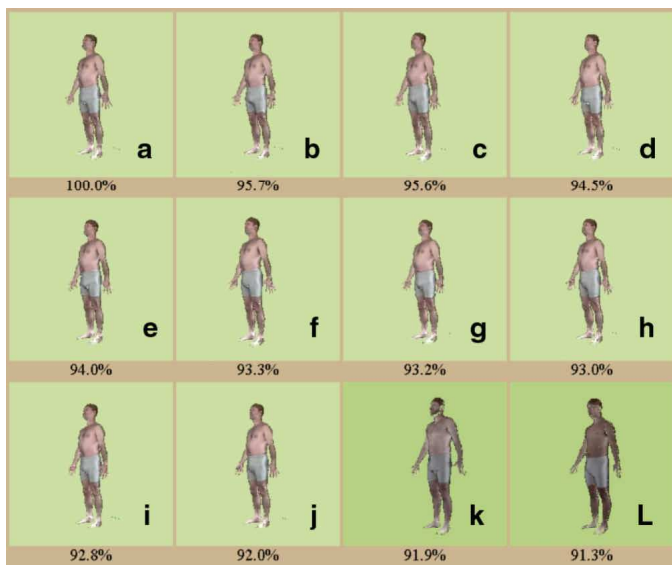 a b c d
100.0% 95.7% 95.6% 94.5%
e f g h
94.0% 93.3% 93.2% 93.0%
i j k L
92.8% 92.0% 91.9% 91.3%